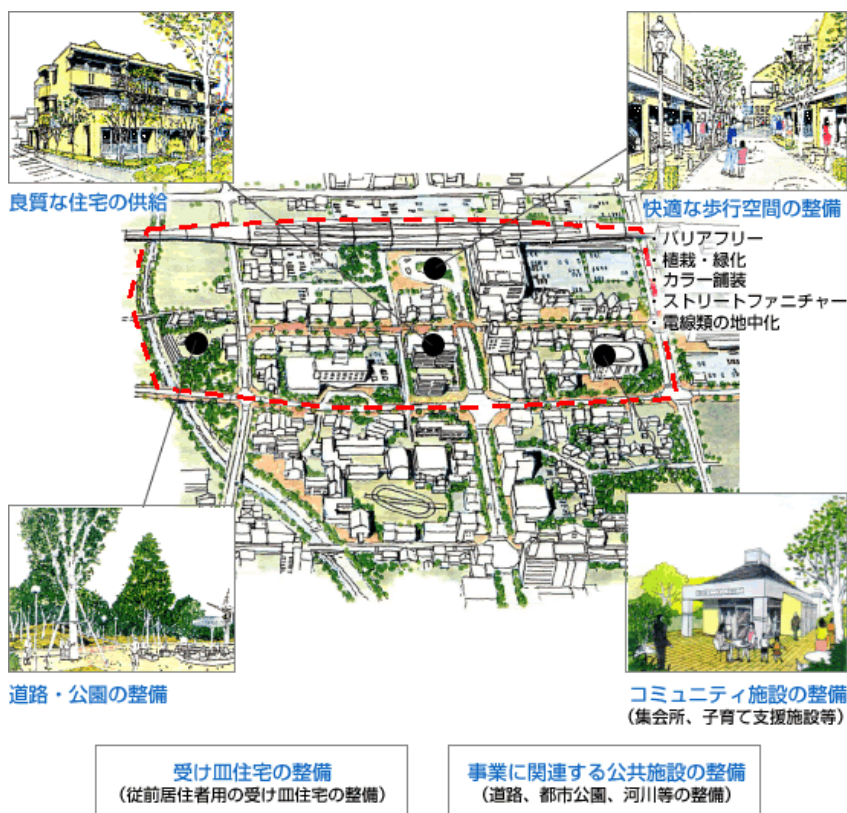 良質な住宅の供給
快適な歩行空間の整備
・バリアフリー
・植栽・緑化
・カラー舗装
・ストリートファニチャー
・電線類の地中化
道路・公園の整備
コミュニティ施設の整備
（集会所、子育て支援施設等）
受け皿住宅の整備
（従前居住者用の受け皿住宅の整備）
事業に関連する公共施設の整備
（道路、都市公園、河川等の整備）